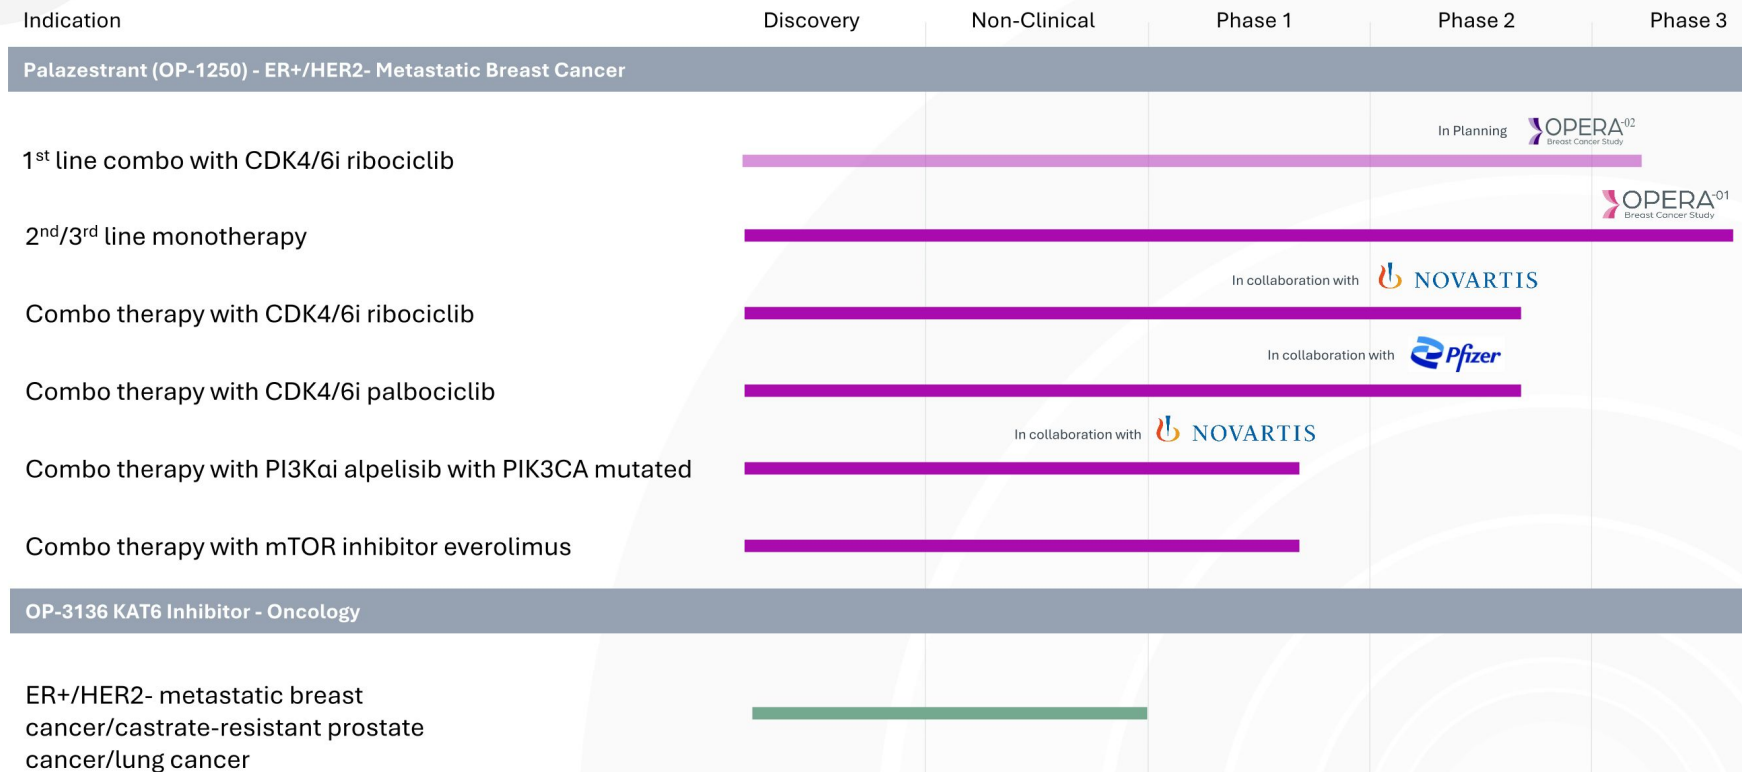 Indication Discovery Non-Clinical Phase 1 Phase 2 Phase 3
Palazestrant (OP-1250) - ER+/HER2- Metastatic Breast Cancer
In Planning OPERA-02
Breast Cancer Study
1st line combo with CDK4/6i ribociclib
OPERA-01
Breast Cancer Study
2nd/3rd line monotherapy
In collaboration with NOVARTIS
Combo therapy with CDK4/6i ribociclib
In collaboration with Pfizer
Combo therapy with CDK4/6i palbociclib
In collaboration with NOVARTIS
Combo therapy with PI3Kαi alpelisib with PIK3CA mutated
Combo therapy with mTOR inhibitor everolimus
OP-3136 KAT6 Inhibitor - Oncology
ER+/HER2- metastatic breast
cancer/castrate-resistant prostate
cancer/lung cancer